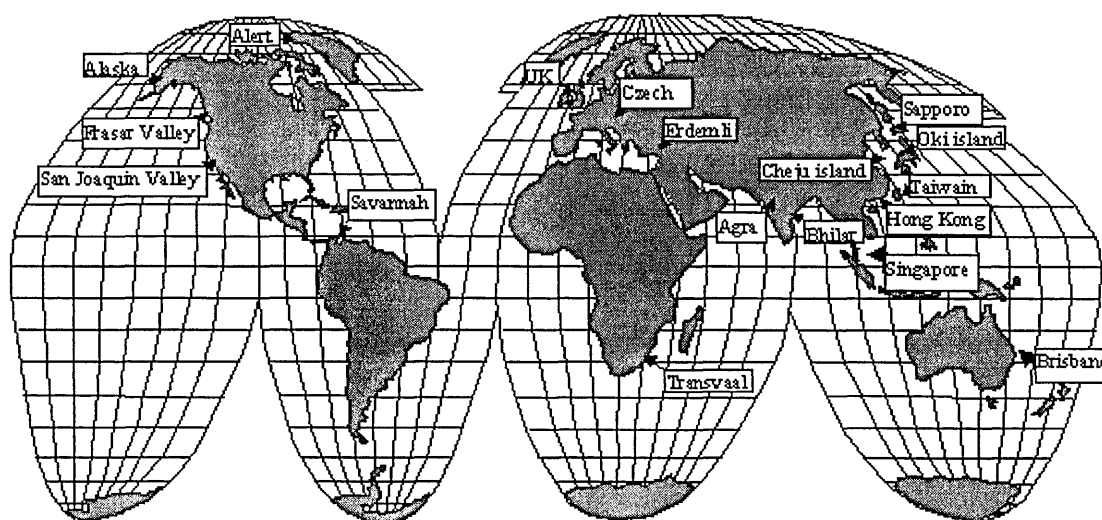 Alert
Alaska
UK
Czech
Sapporo
Frasar Valley
Erdemli
Oki island
San Joaquin Valley
Cheju island
Taiwain
Savannah
Agra
Bhilar
Hong Kong
Singapore
Transvaal
Brisband